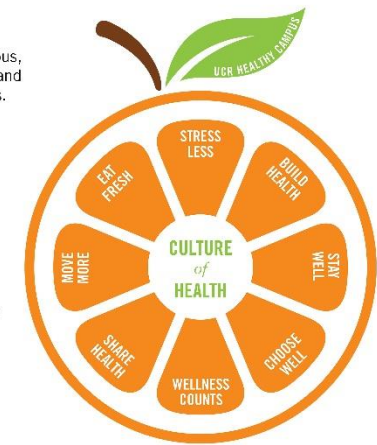 and
s.
UCR HEALTHY CAMPUS
STRESS
LESS
BUILD
HEALTH
STAY
WELL
CHOOSE
WELL
WELLNESS
COUNTS
SHARE
HEALTH
MOVE
MORE
EAT
FRESH
CULTURE
of
HEALTH